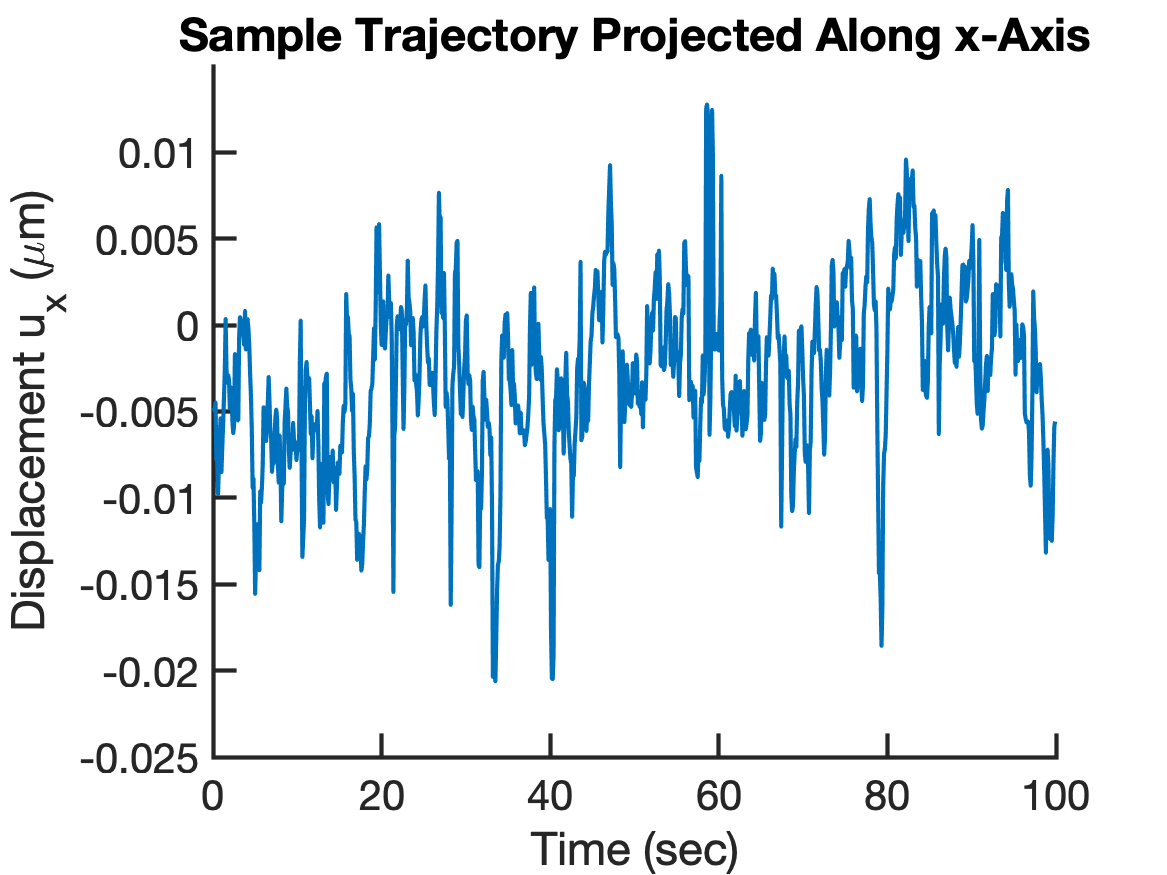 Sample Trajectory Projected Along x-Axis
Displacement u_x (μm)
0.01
0.005
0
-0.005
-0.01
-0.015
-0.02
-0.025
0 20 40 60 80 100
Time (sec)